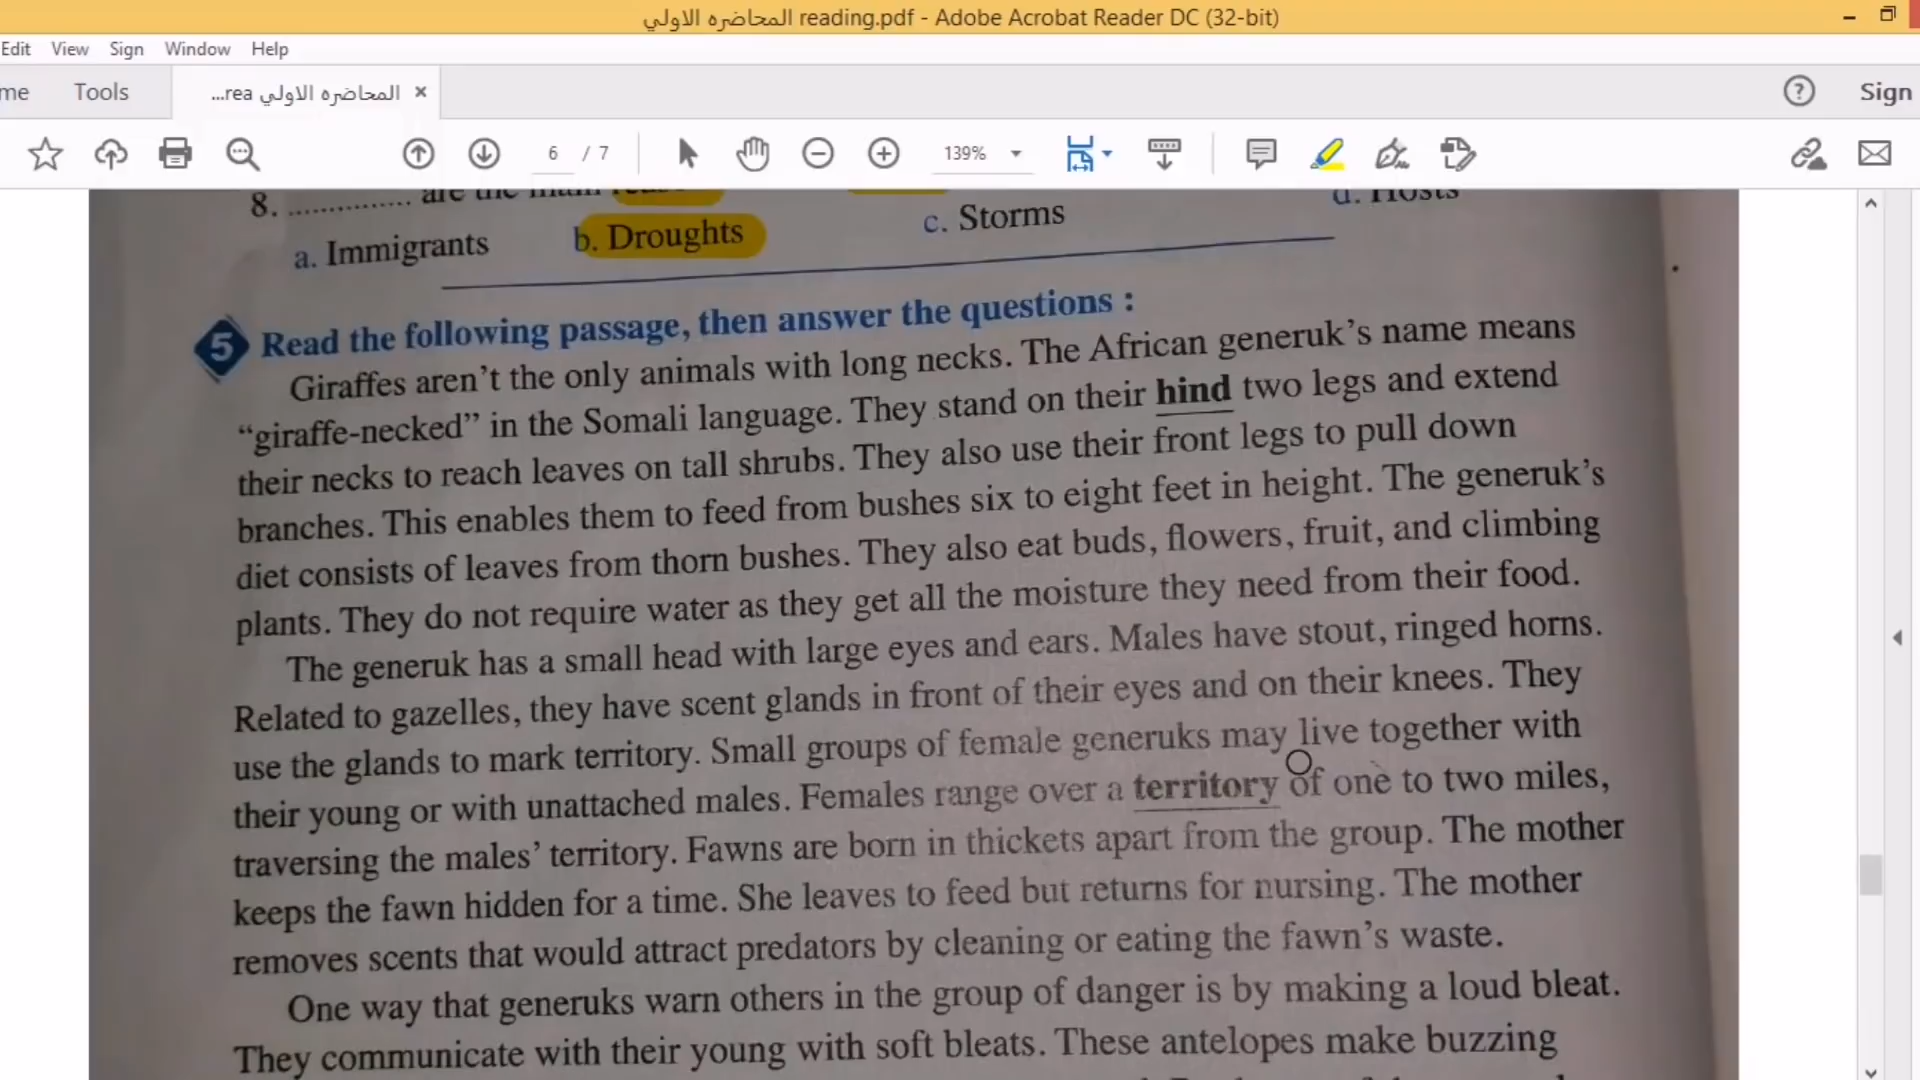 المحاضره الاولي reading.pdf - Adobe Acrobat Reader DC (32-bit)
Edit View Sign Window Help
me Tools المحاضره الاولي rea... × ? Sign
6 / 7 139%
8. .............. are the main
a. Immigrants b. Droughts c. Storms
5 Read the following passage, then answer the questions :
Giraffes aren't the only animals with long necks. The African generuk's name means
“giraffe-necked” in the Somali language. They stand on their hind two legs and extend
their necks to reach leaves on tall shrubs. They also use their front legs to pull down
branches. This enables them to feed from bushes six to eight feet in height. The generuk's
diet consists of leaves from thorn bushes. They also eat buds, flowers, fruit, and climbing
plants. They do not require water as they get all the moisture they need from their food.
The generuk has a small head with large eyes and ears. Males have stout, ringed horns.
Related to gazelles, they have scent glands in front of their eyes and on their knees. They
use the glands to mark territory. Small groups of female generuks may live together with
their young or with unattached males. Females range over a territory of one to two miles,
traversing the males' territory. Fawns are born in thickets apart from the group. The mother
keeps the fawn hidden for a time. She leaves to feed but returns for nursing. The mother
removes scents that would attract predators by cleaning or eating the fawn's waste.
One way that generuks warn others in the group of danger is by making a loud bleat.
They communicate with their young with soft bleats. These antelopes make buzzing